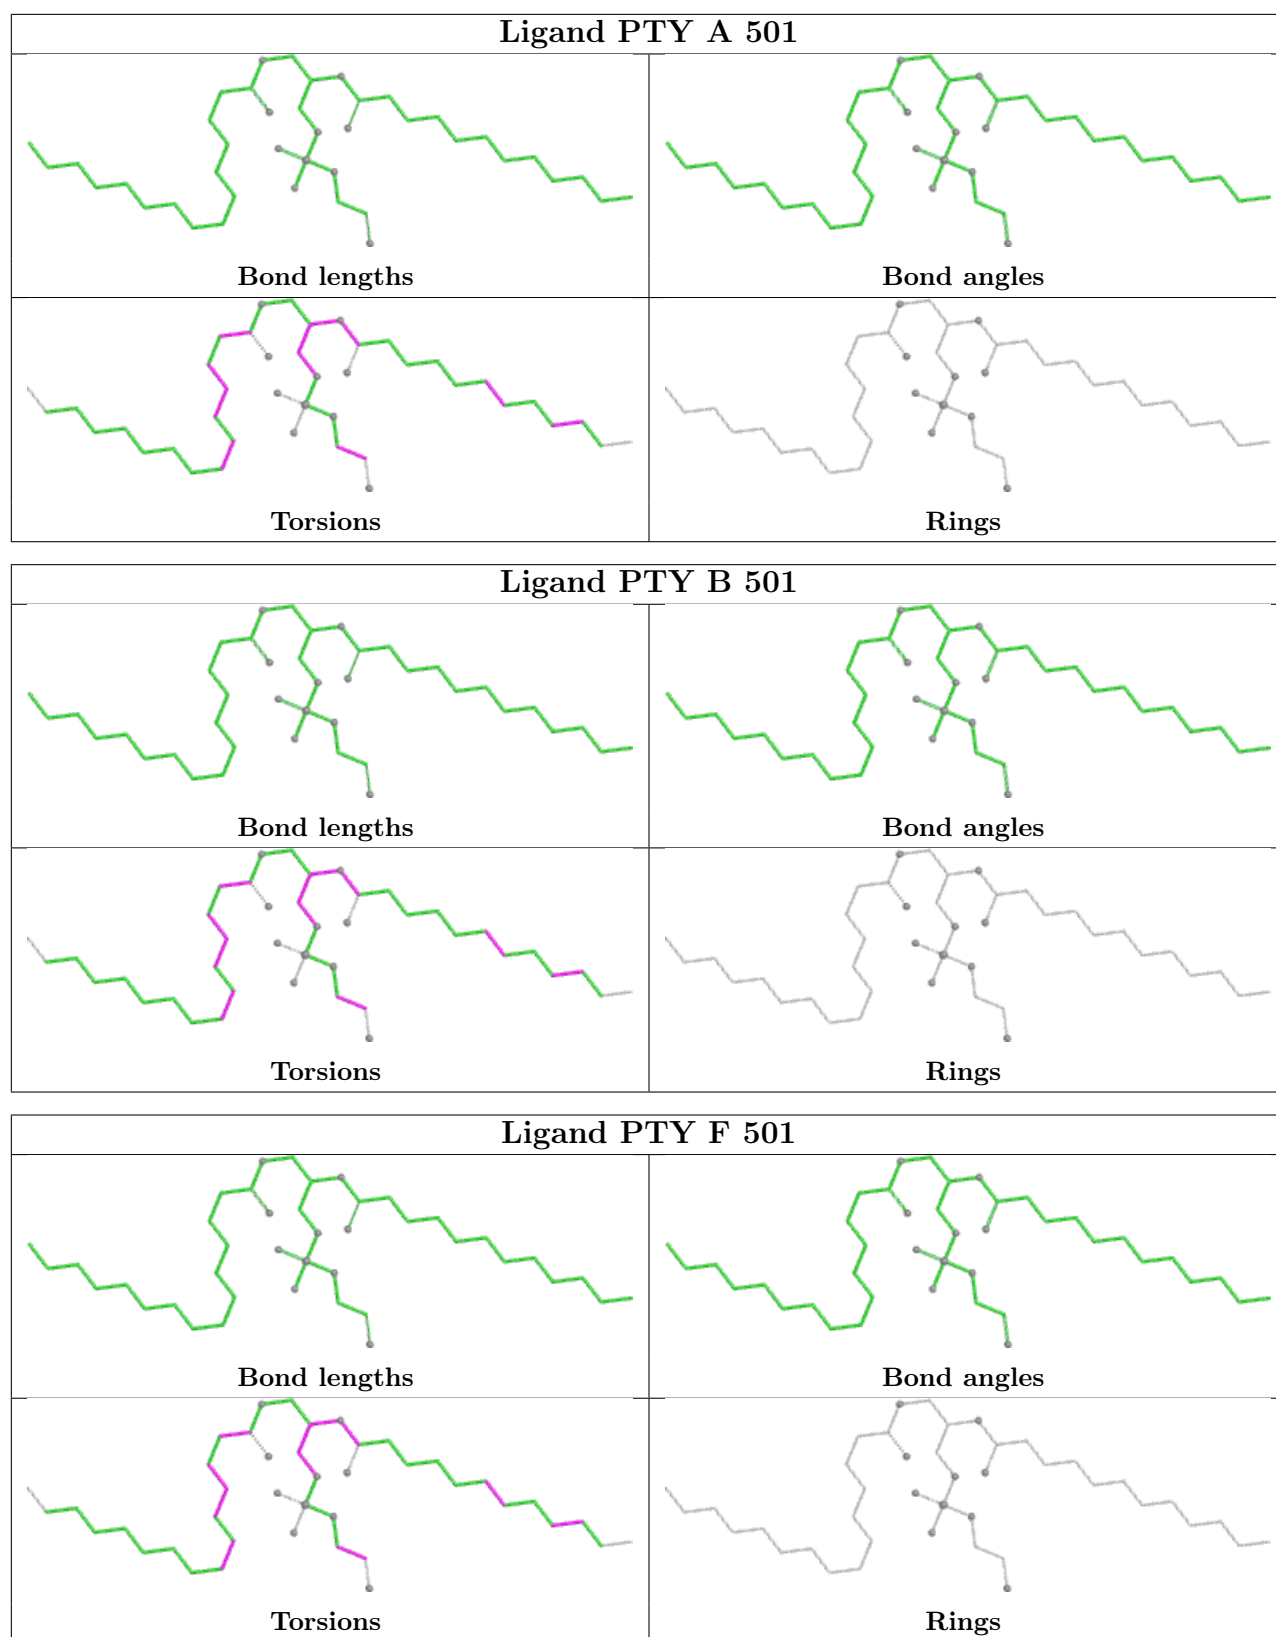 Ligand PTY A 501
Bond lengths
Bond angles
Torsions
Rings
Ligand PTY B 501
Bond lengths
Bond angles
Torsions
Rings
Ligand PTY F 501
Bond lengths
Bond angles
Torsions
Rings